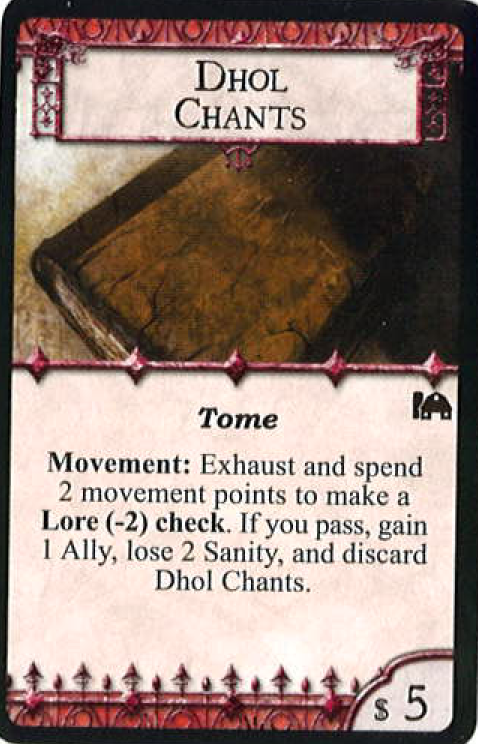 DHOL
CHANTS
Tome
Movement: Exhaust and spend
2 movement points to make a
Lore (-2) check. If you pass, gain
1 Ally, lose 2 Sanity, and discard
Dhol Chants.
$ 5